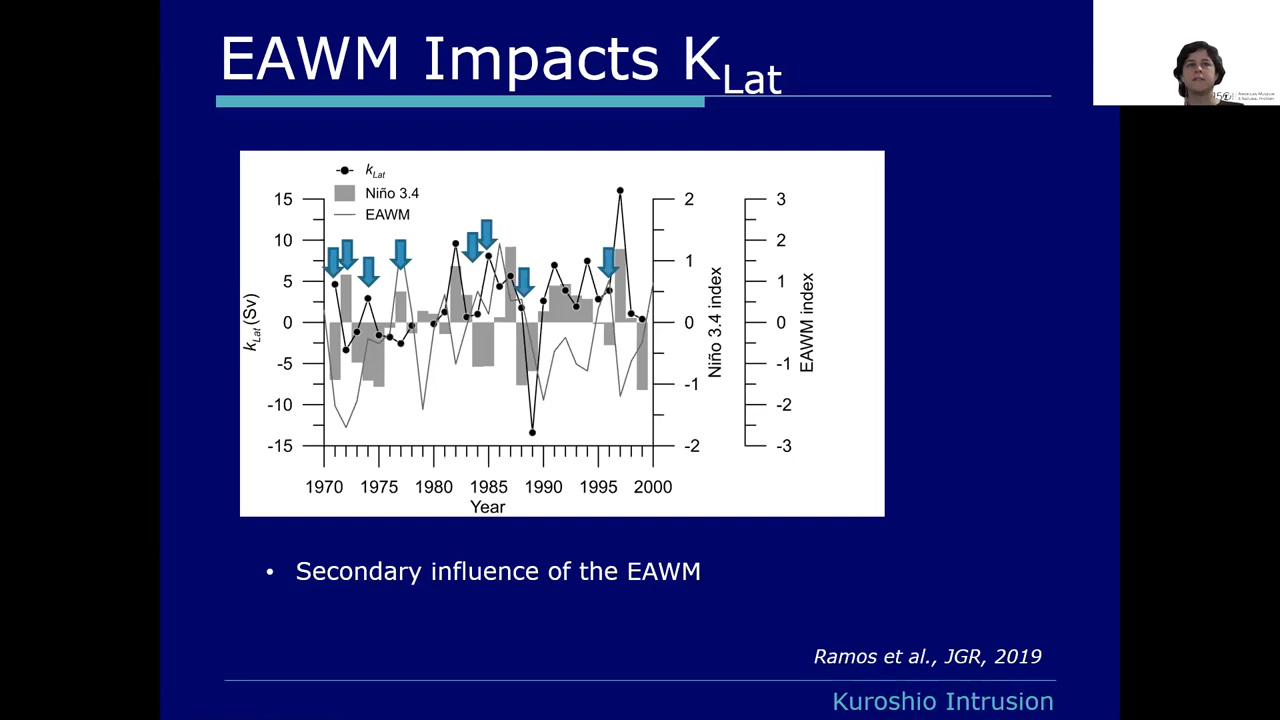 EAWM Impacts KLat
kLat
Niño 3.4
EAWM
15
10
5
0
-5
-10
-15
kLat (Sv)
2
1
0
-1
-2
Niño 3.4 index
3
2
1
0
-1
-2
-3
EAWM index
1970 1975 1980 1985 1990 1995 2000
Year
• Secondary influence of the EAWM
Ramos et al., JGR, 2019
Kuroshio Intrusion
American Museum